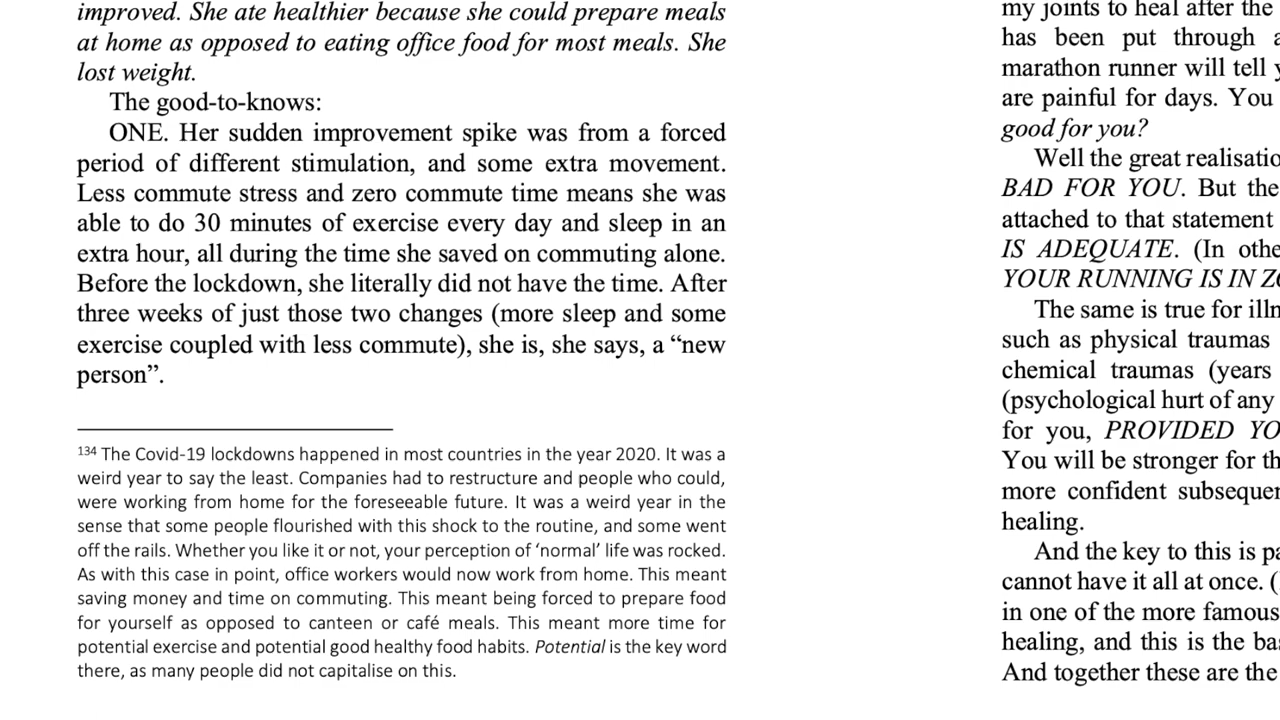 improved. She ate healthier because she could prepare meals
at home as opposed to eating office food for most meals. She
lost weight.
The good-to-knows:
ONE. Her sudden improvement spike was from a forced
period of different stimulation, and some extra movement.
Less commute stress and zero commute time means she was
able to do 30 minutes of exercise every day and sleep in an
extra hour, all during the time she saved on commuting alone.
Before the lockdown, she literally did not have the time. After
three weeks of just those two changes (more sleep and some
exercise coupled with less commute), she is, she says, a “new
person”.
134 The Covid-19 lockdowns happened in most countries in the year 2020. It was a
weird year to say the least. Companies had to restructure and people who could,
were working from home for the foreseeable future. It was a weird year in the
sense that some people flourished with this shock to the routine, and some went
off the rails. Whether you like it or not, your perception of ‘normal’ life was rocked.
As with this case in point, office workers would now work from home. This meant
saving money and time on commuting. This meant being forced to prepare food
for yourself as opposed to canteen or café meals. This meant more time for
potential exercise and potential good healthy food habits. Potential is the key word
there, as many people did not capitalise on this.
my joints to heal after the
has been put through a
marathon runner will tell
are painful for days. You
good for you?
Well the great
BAD FOR YOU. But the
attached to that statement
IS ADEQUATE. (In
YOUR RUNNING IS IN
The same is true for
such as physical traumas
chemical traumas (years
(psychological hurt of any
for you, PROVIDED
You will be stronger for
more confident
healing.
And the key to this is
cannot have it all at once. (
in one of the more famous
healing, and this is the
And together these are the